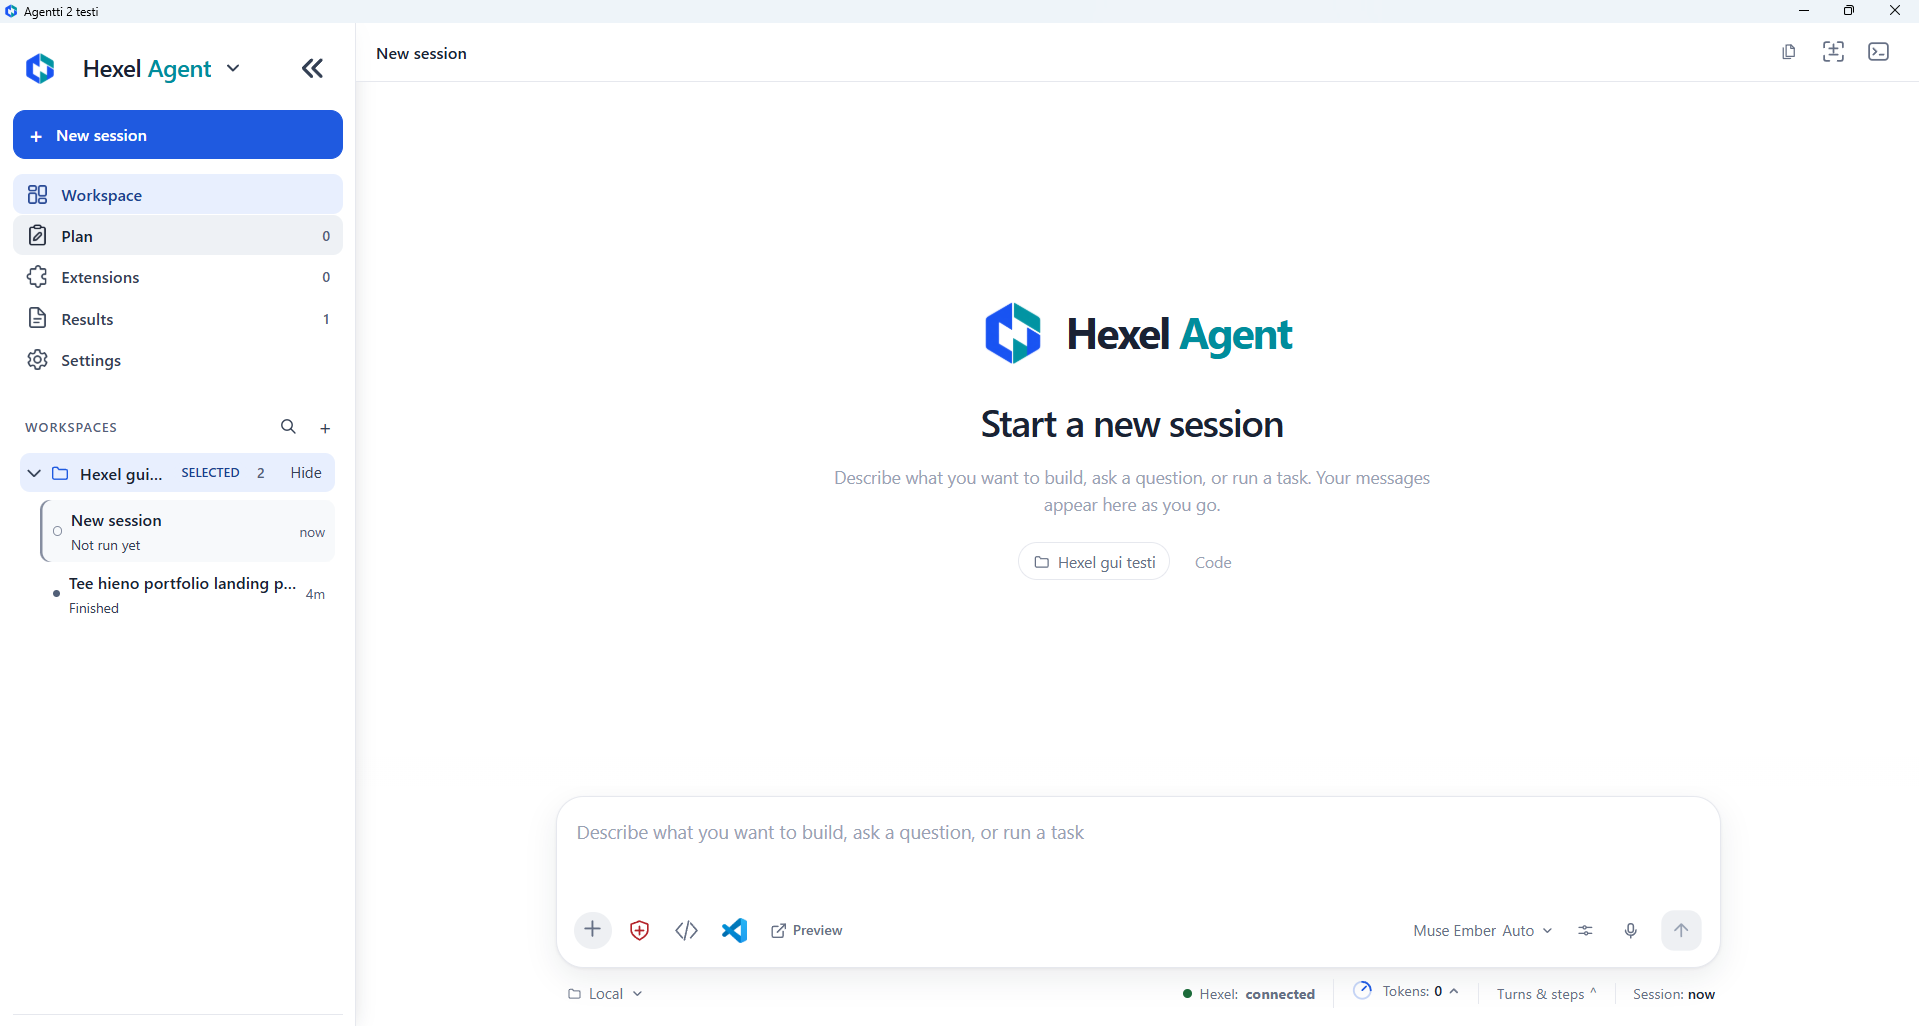 Agentti 2 testi
Hexel Agent
New session
+ New session
Workspace
Plan 0
Extensions 0
Results 1
Settings
WORKSPACES
Hexel gui... SELECTED 2 Hide
New session
Not run yet
now
Tee hieno portfolio landing p...
Finished
4m
Hexel Agent
Start a new session
Describe what you want to build, ask a question, or run a task. Your messages
appear here as you go.
Hexel gui testi Code
Describe what you want to build, ask a question, or run a task
Preview
Muse Ember Auto
Local
Hexel: connected
Tokens: 0
Turns & steps ^
Session: now